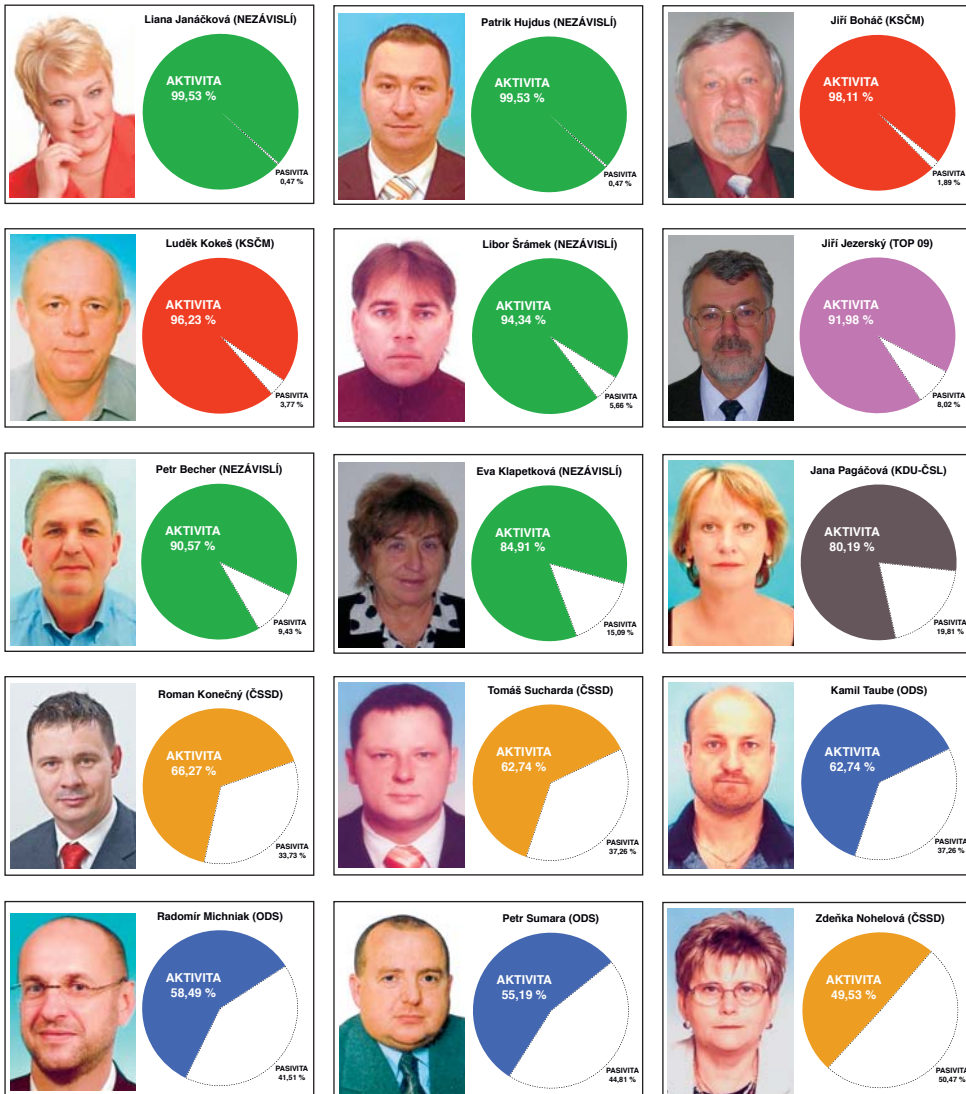 Liana Janáčková (NEZÁVISLÍ)
AKTIVITA
99,53 %
PASIVITA
0,47 %
Patrik Hujdus (NEZÁVISLÍ)
AKTIVITA
99,53 %
PASIVITA
0,47 %
Jiří Boháč (KSČM)
AKTIVITA
98,11 %
PASIVITA
1,89 %
Luděk Kokeš (KSČM)
AKTIVITA
96,23 %
PASIVITA
3,77 %
Libor Šrámek (NEZÁVISLÍ)
AKTIVITA
94,34 %
PASIVITA
5,66 %
Jiří Jezerský (TOP 09)
AKTIVITA
91,98 %
PASIVITA
8,02 %
Petr Becher (NEZÁVISLÍ)
AKTIVITA
90,57 %
PASIVITA
9,43 %
Eva Klapetková (NEZÁVISLÍ)
AKTIVITA
84,91 %
PASIVITA
15,09 %
Jana Pagáčová (KDU-ČSL)
AKTIVITA
80,19 %
PASIVITA
19,81 %
Roman Konečný (ČSSD)
AKTIVITA
66,27 %
PASIVITA
33,73 %
Tomáš Sucharda (ČSSD)
AKTIVITA
62,74 %
PASIVITA
37,26 %
Kamil Taube (ODS)
AKTIVITA
62,74 %
PASIVITA
37,26 %
Radomír Michniak (ODS)
AKTIVITA
58,49 %
PASIVITA
41,51 %
Petr Sumara (ODS)
AKTIVITA
55,19 %
PASIVITA
44,81 %
Zdeňka Nohelová (ČSSD)
AKTIVITA
49,53 %
PASIVITA
50,47 %